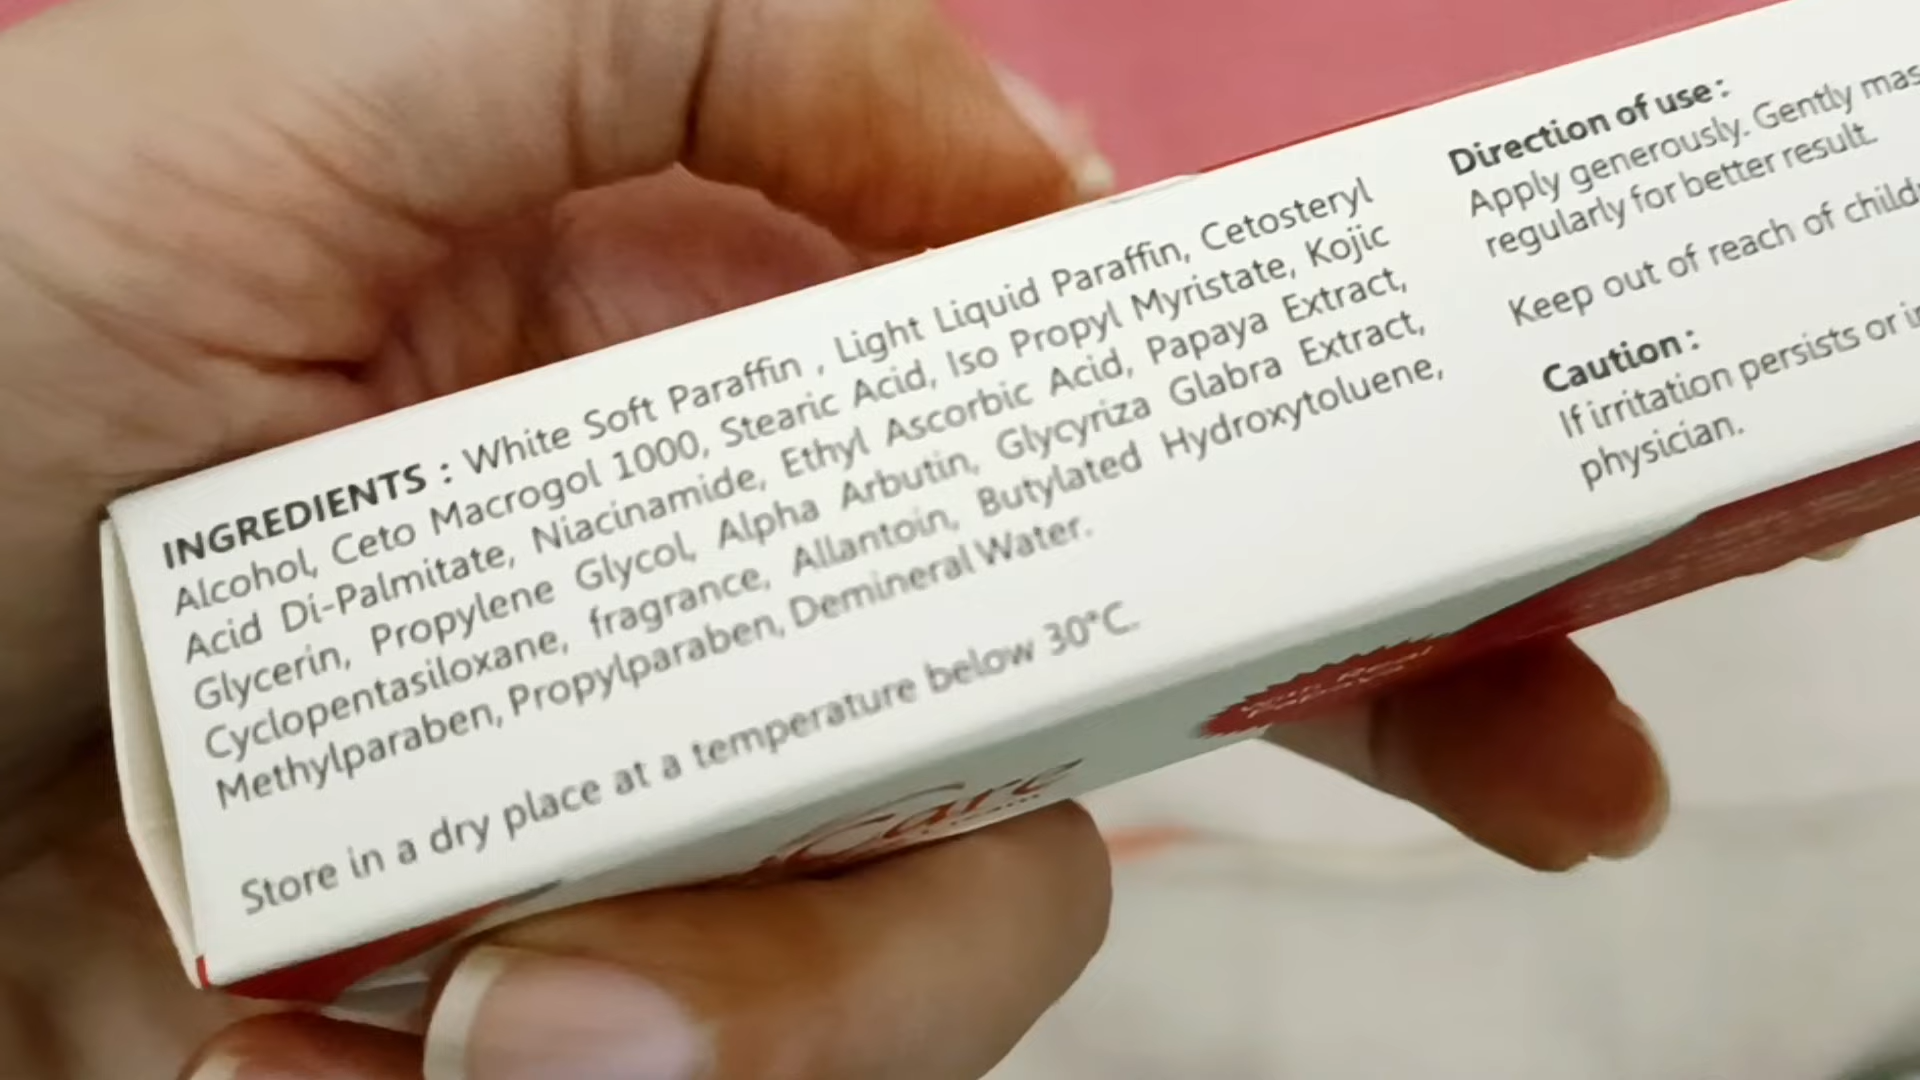 INGREDIENTS : White Soft Paraffin , Light Liquid Paraffin, Cetosteryl
Alcohol, Ceto Macrogol 1000, Stearic Acid, Iso Propyl Myristate, Kojic
Acid Di-Palmitate, Niacinamide, Ethyl Ascorbic Acid, Papaya Extract,
Glycerin, Propylene Glycol, Alpha Arbutin, Glycyriza Glabra Extract,
Cyclopentasiloxane, fragrance, Allantoin, Butylated Hydroxytoluene,
Methylparaben, Propylparaben, Demineral Water.
Store in a dry place at a temperature below 30°C.
Direction of use :
Apply generously. Gently
regularly for better result.
Keep out of reach of
Caution :
If irritation persists or
physician.
Care